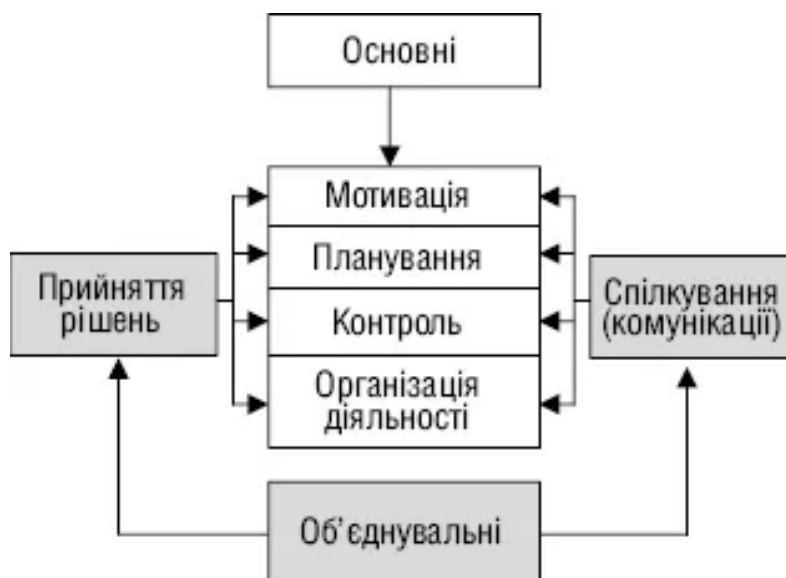 Основні
Мотивація
Планування
Прийняття
рішень
Спілкування
(комунікації)
Контроль
Організація
діяльності
Об’єднувальні